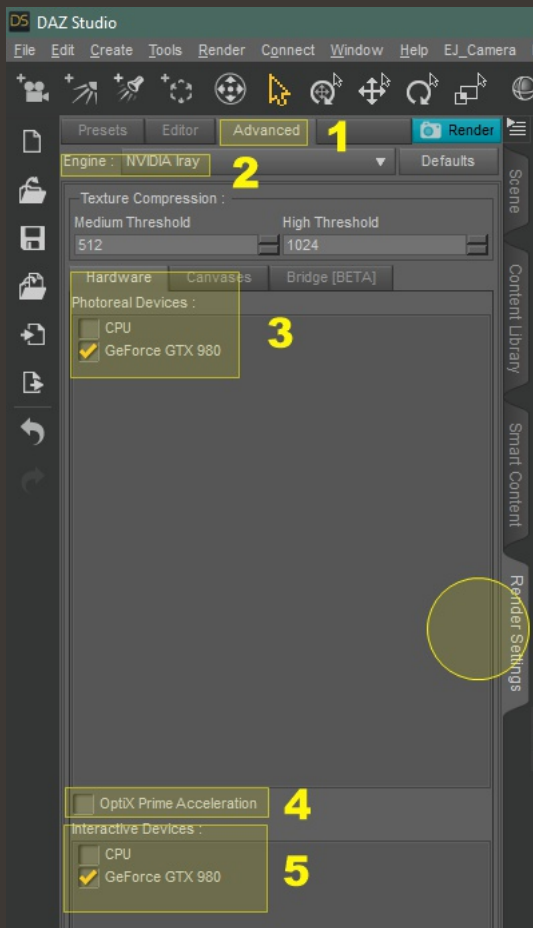 DS DAZ Studio
File Edit Create Tools Render Connect Window Help EJ_Camera
Presets Editor Advanced 1 Render
Engine : NVIDIA Iray 2 Defaults
Texture Compression :
Medium Threshold High Threshold
512 1024
Hardware Canvases Bridge [BETA]
Photoreal Devices :
CPU
3
GeForce GTX 980
OptiX Prime Acceleration 4
Interactive Devices :
CPU
GeForce GTX 980 5
Scene
Content Library
Smart Content
Render Settings